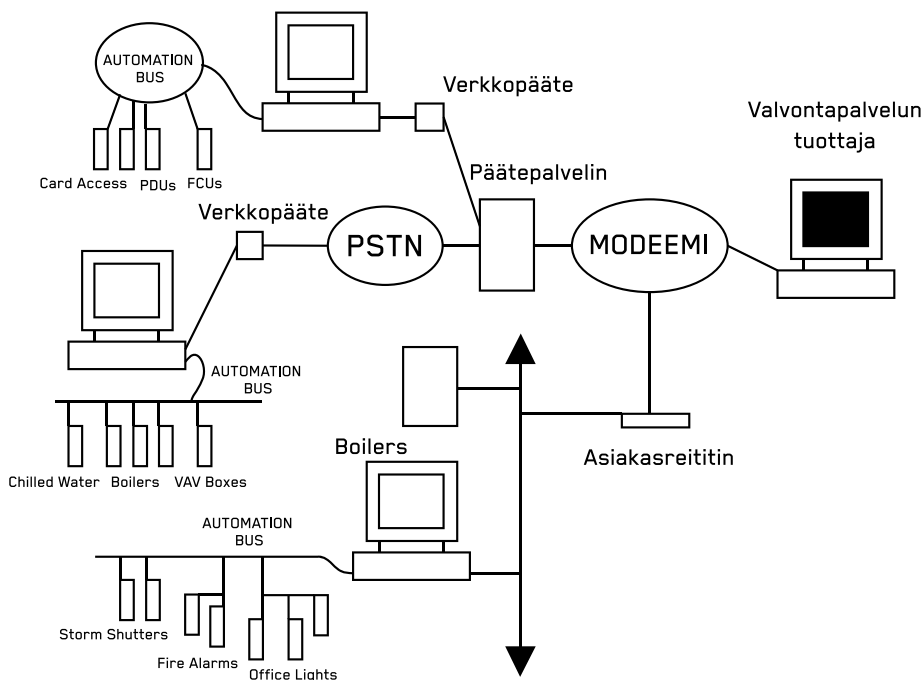 AUTOMATION
BUS
Verkkopääte
Valvontapalvelun
tuottaja
Card Access
PDUs
FCUs
Päätepalvelin
Verkkopääte
PSTN
MODEEMI
AUTOMATION
BUS
Chilled Water
Boilers
VAV Boxes
Boilers
Asiakasreititin
AUTOMATION
BUS
Storm Shutters
Fire Alarms
Office Lights